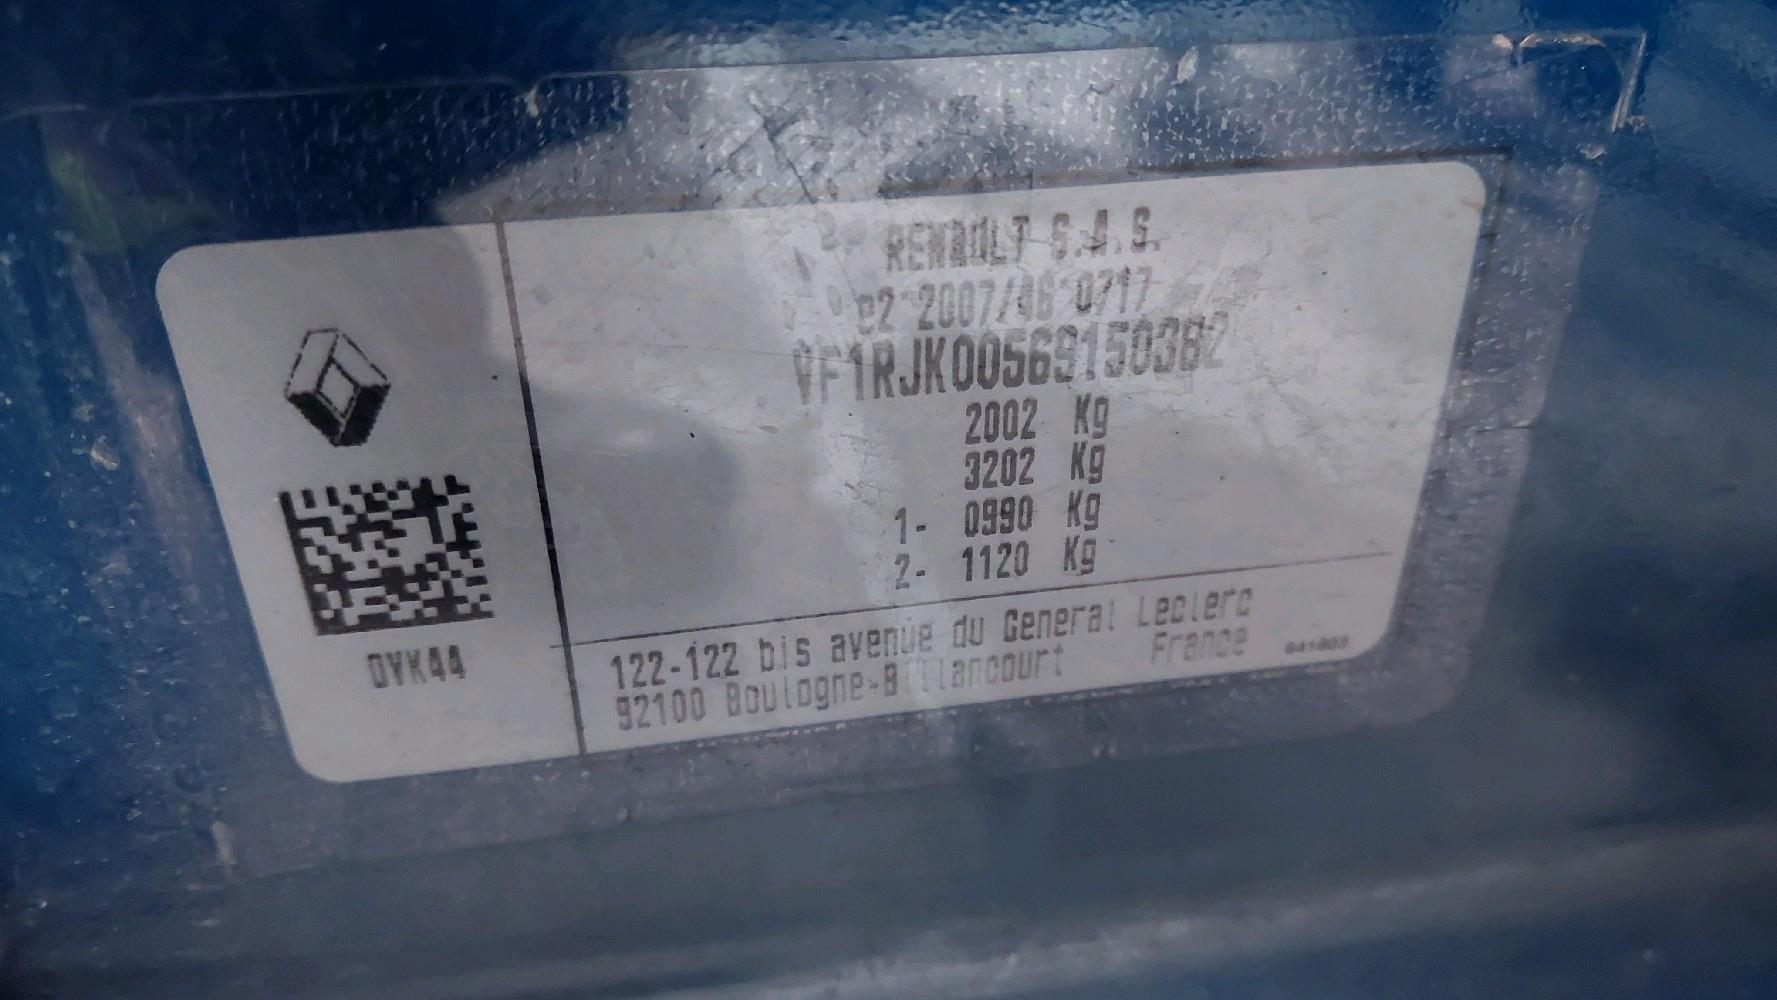 RENAULT S.A.S.
e2*2007/46*0717
VF1RJK00569150382
2002 Kg
3202 Kg
1- 0990 Kg
2- 1120 Kg
122-122 bis avenue du General Leclerc
92100 Boulogne-Billancourt France